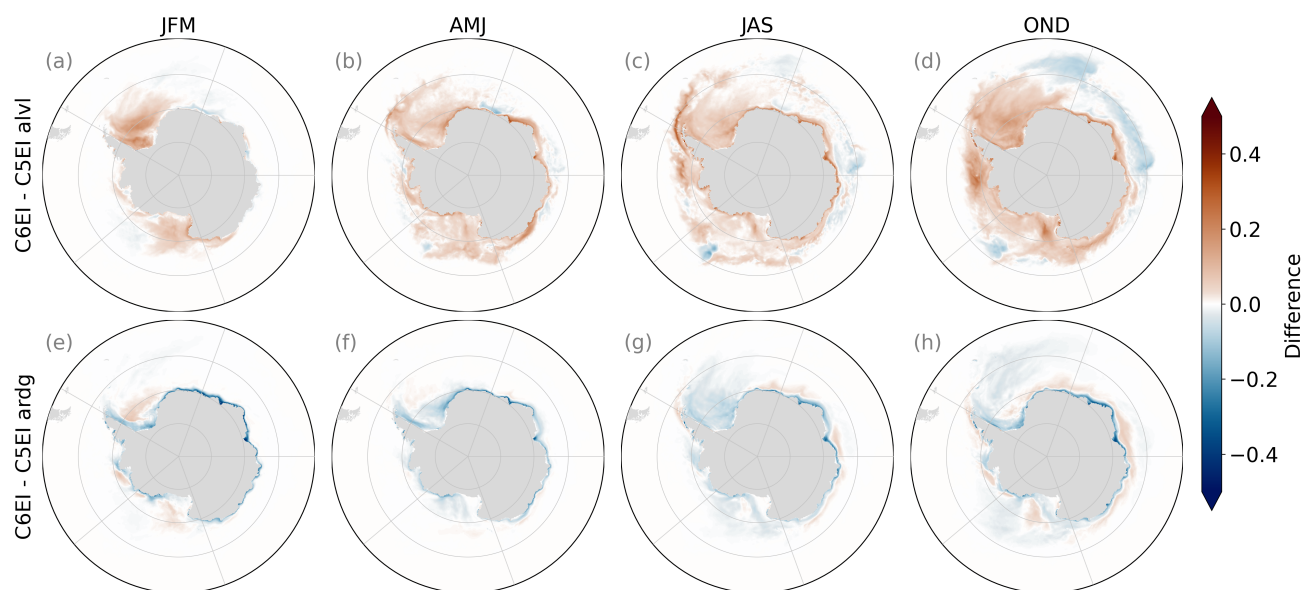 JFM AMJ JAS OND
(a) (b) (c) (d)
C6EI - C5EI alvl
(e) (f) (g) (h)
C6EI - C5EI ardg
0.4
0.2
0.0
−0.2
−0.4
Difference